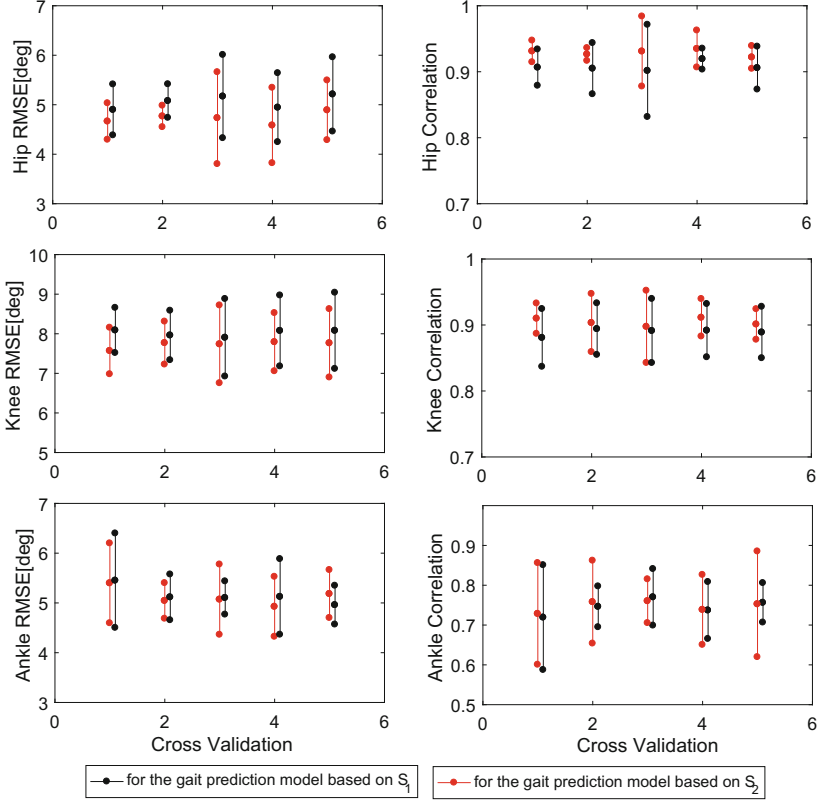 7
6
5
4
3
Hip RMSE[deg]
0 2 4 6
1
0.9
0.8
0.7
Hip Correlation
0 2 4 6
10
9
8
7
6
5
Knee RMSE[deg]
0 2 4 6
1
0.9
0.8
0.7
Knee Correlation
0 2 4 6
7
6
5
4
3
Ankle RMSE[deg]
0 2 4 6
Cross Validation
0.9
0.8
0.7
0.6
0.5
Ankle Correlation
0 2 4 6
Cross Validation
for the gait prediction model based on S_1
for the gait prediction model based on S_2